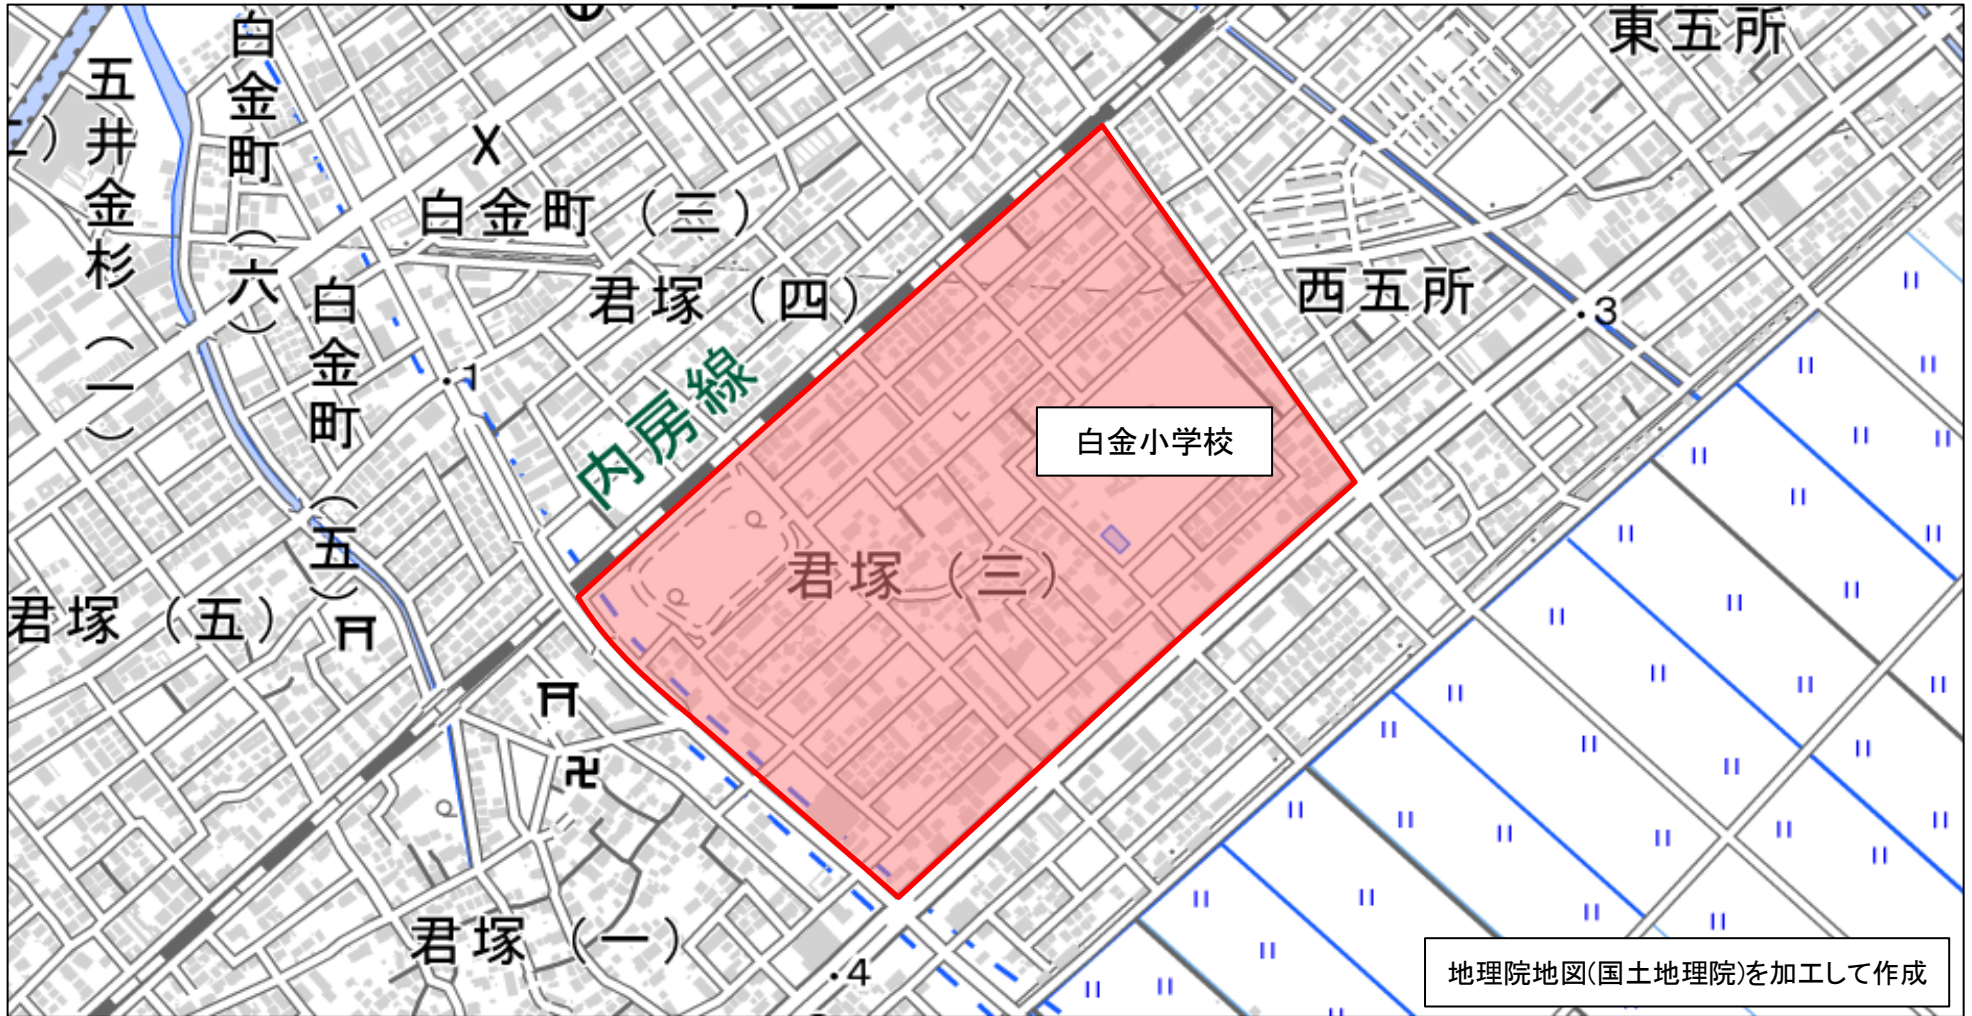 東五所
五井金杉（一）
白金町（六）
白金町（三）
君塚（四）
西五所
・3
白金町（五）
・1
内房線
白金小学校
君塚（三）
君塚（五）
君塚（一）
・4
地理院地図(国土地理院)を加工して作成